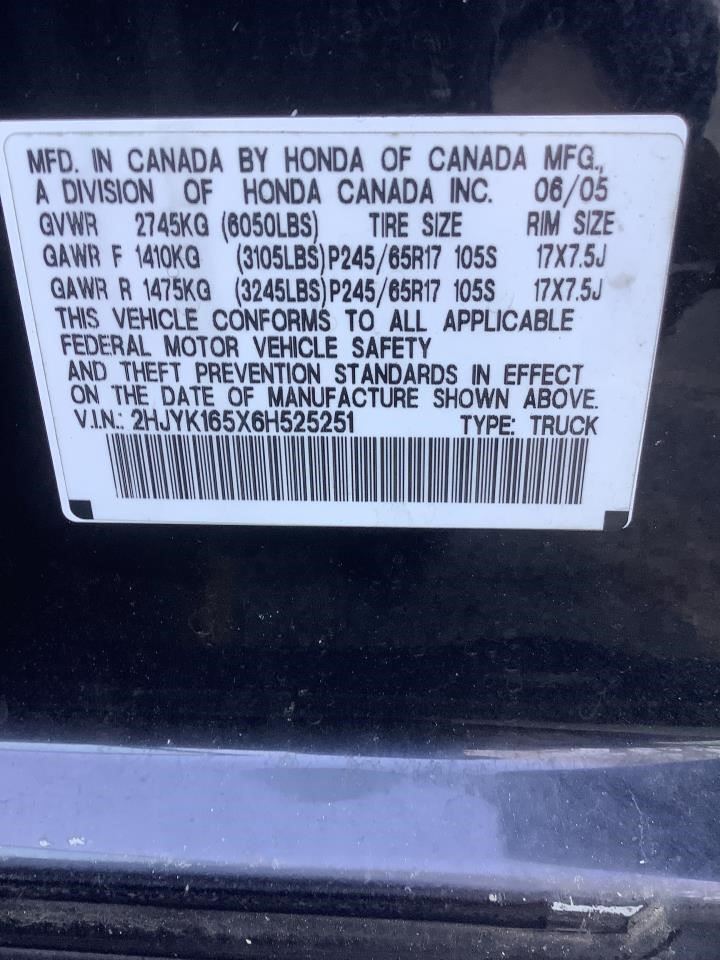 MFD. IN CANADA BY HONDA OF CANADA MFG.,
A DIVISION OF HONDA CANADA INC. 06/05
GVWR 2745KG (6050LBS) TIRE SIZE RIM SIZE
GAWR F 1410KG (3105LBS) P245/65R17 105S 17X7.5J
GAWR R 1475KG (3245LBS) P245/65R17 105S 17X7.5J
THIS VEHICLE CONFORMS TO ALL APPLICABLE
FEDERAL MOTOR VEHICLE SAFETY
AND THEFT PREVENTION STANDARDS IN EFFECT
ON THE DATE OF MANUFACTURE SHOWN ABOVE.
V.I.N.: 2HJYK165X6H525251 TYPE: TRUCK